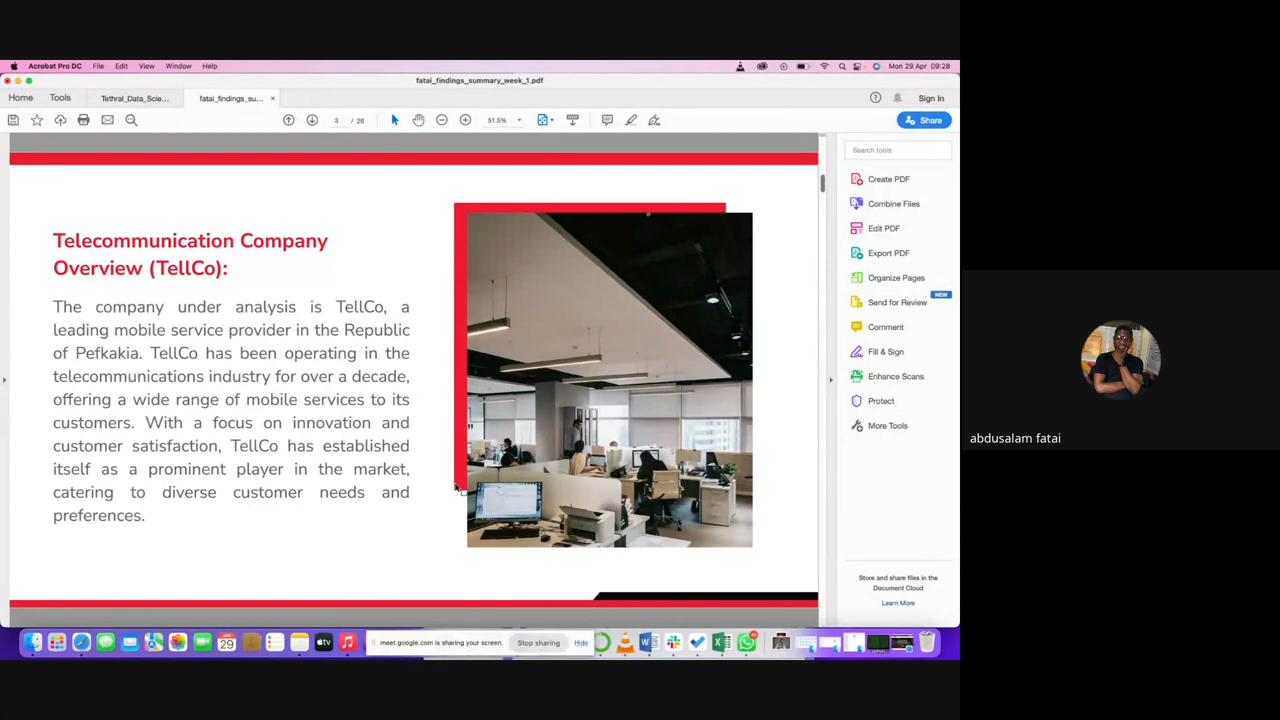 Acrobat Pro DC File Edit View Window Help Mon 29 Apr 09:28
fatai_findings_summary_week_1.pdf
Home Tools Tethral_Data_Scie... fatai_findings_su... × Sign In
3 / 26 51.5% Share
Telecommunication Company
Overview (TellCo):
The company under analysis is TellCo, a
leading mobile service provider in the Republic
of Pefkakia. TellCo has been operating in the
telecommunications industry for over a decade,
offering a wide range of mobile services to its
customers. With a focus on innovation and
customer satisfaction, TellCo has established
itself as a prominent player in the market,
catering to diverse customer needs and
preferences.
Search tools
Create PDF
Combine Files
Edit PDF
Export PDF
Organize Pages
NEW
Send for Review
Comment
Fill & Sign
Enhance Scans
Protect
More Tools
Store and share files in the
Document Cloud
Learn More
abdusalam fatai
29
tv
meet.google.com is sharing your screen. Stop sharing Hide